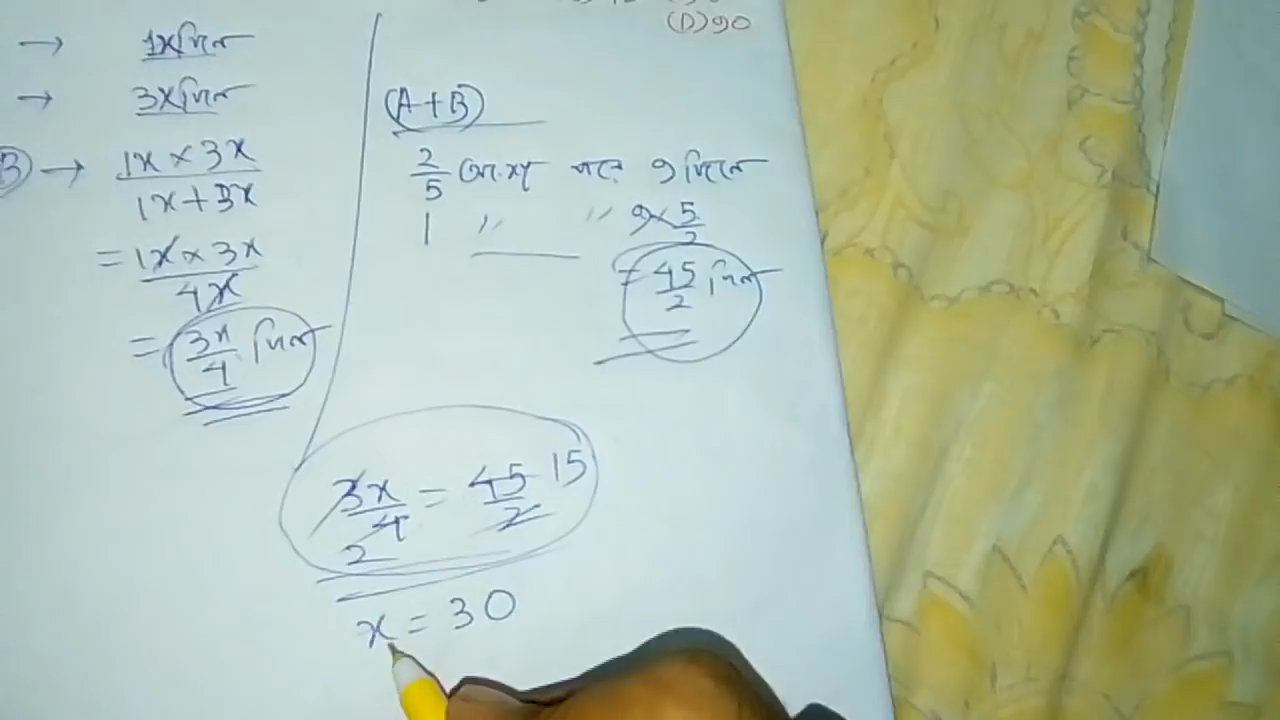 (D) 90
→ 1x দিন
→ 3x দিন
B → 1x × 3x / 1x + 3x
= 1x × 3x / 4x
= 3x/4 দিন
(A+B)
2/5 অংশ করে 9 দিনে
1 " " 9 × 5/2
= 45/2 দিন
3x/4 = 45/2 15
2
x = 30